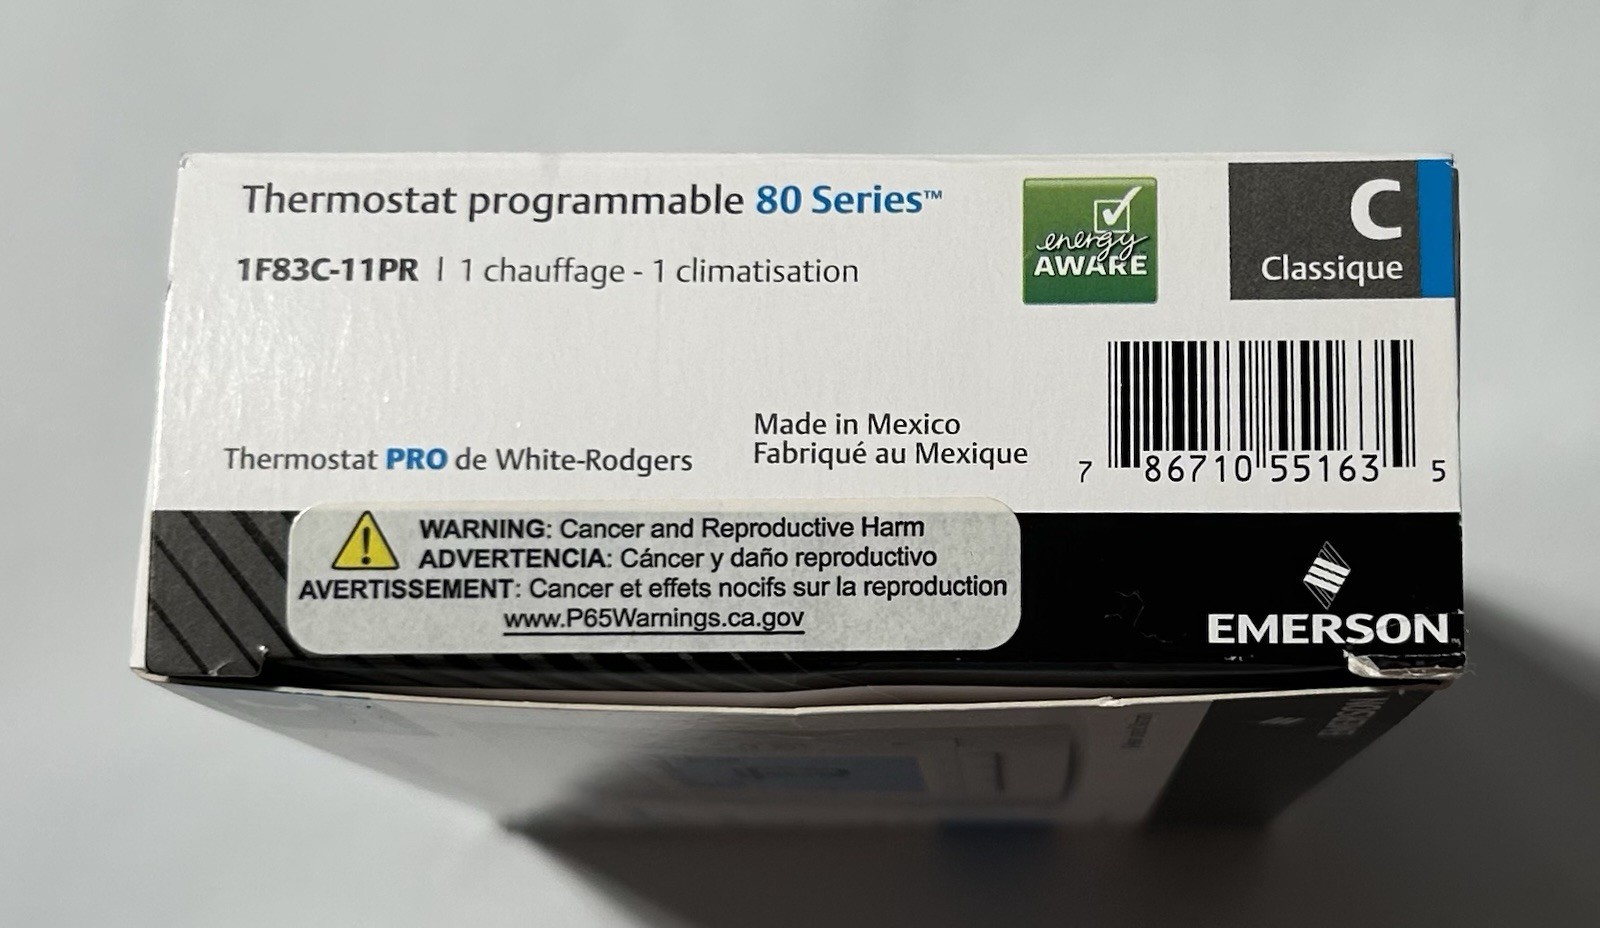 Thermostat programmable 80 Series™
1F83C-11PR | 1 chauffage - 1 climatisation
energy
AWARE
C
Classique
Thermostat PRO de White-Rodgers
Made in Mexico
Fabriqué au Mexique
7 86710 55163 5
WARNING: Cancer and Reproductive Harm
ADVERTENCIA: Cáncer y daño reproductivo
AVERTISSEMENT: Cancer et effets nocifs sur la reproduction
www.P65Warnings.ca.gov
EMERSON™